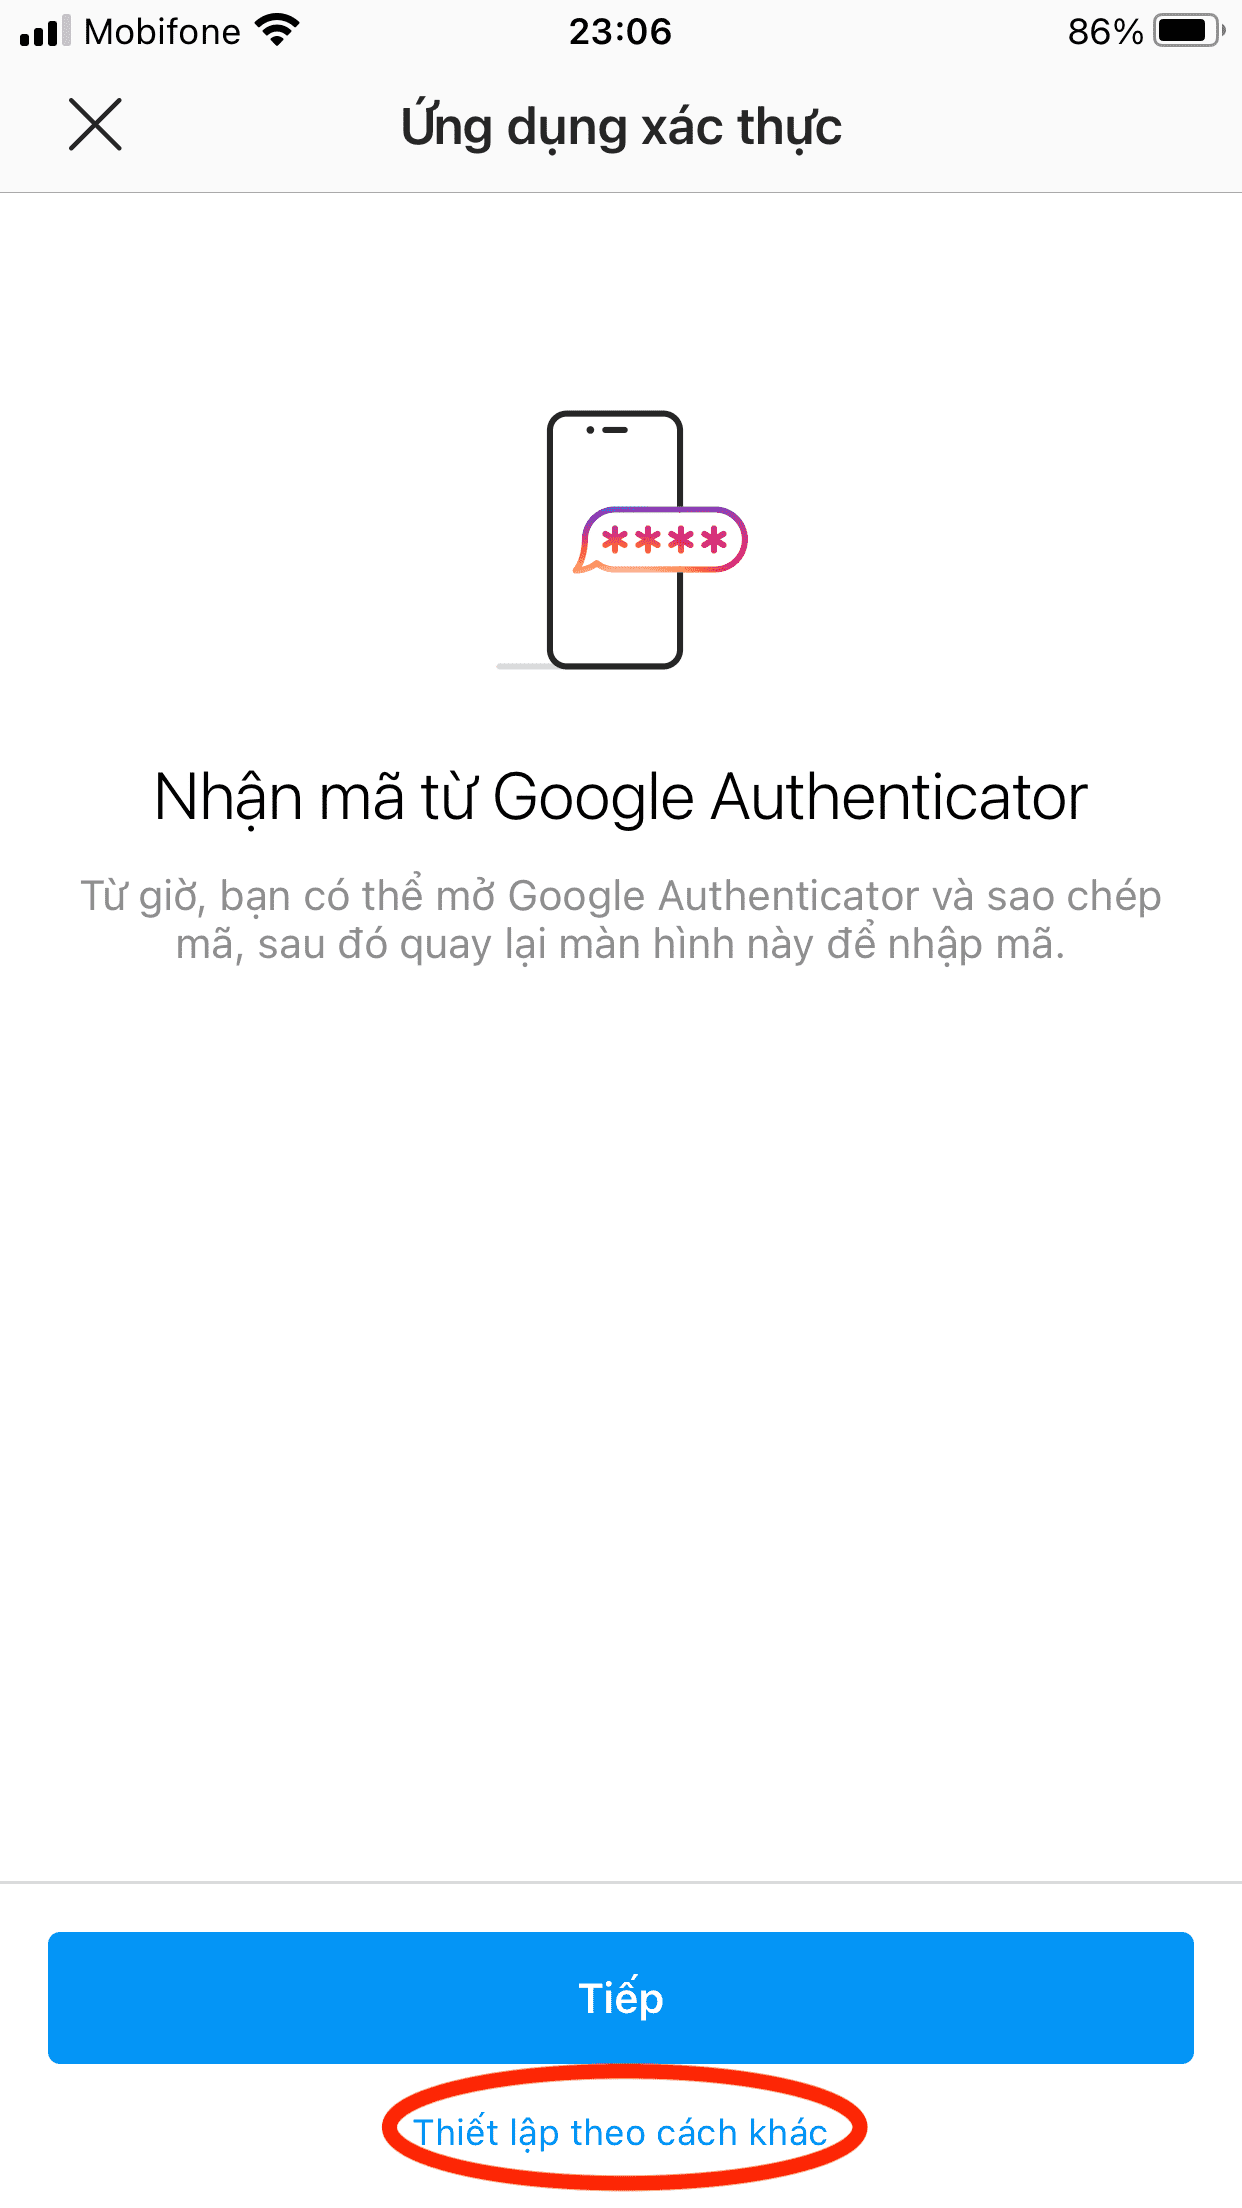 Mobifone 23:06 86%
Ứng dụng xác thực
****
Nhận mã từ Google Authenticator
Từ giờ, bạn có thể mở Google Authenticator và sao chép
mã, sau đó quay lại màn hình này để nhập mã.
Tiếp
Thiết lập theo cách khác